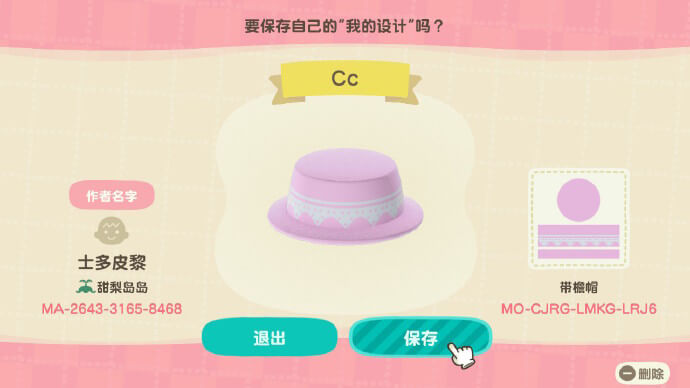 要保存自己的“我的设计”吗？
Cc
作者名字
士多皮黎
甜梨岛岛
MA-2643-3165-8468
带檐帽
MO-CJRG-LMKG-LRJ6
退出
保存
删除